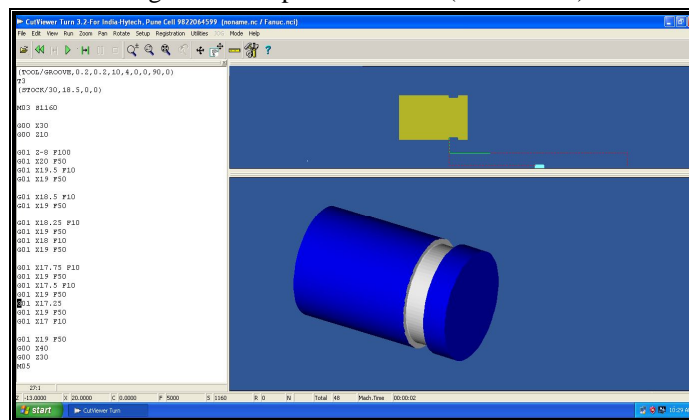 CutViewer Turn 3.2-For India-Hytech, Pune Cell 9822064599 (noname.nc / Fanuc.nci)
File Edit View Run Zoom Pan Rotate Setup Registration Utilities Mode Help
(TOOL/GROOVE,0.2,0.2,10,4,0,0,90,0)
T3
(STOCK/30,18.5,0,0)
M03 S1160
G00 X30
G00 Z10
G01 Z-8 F100
G01 X20 F50
G01 X19.5 F10
G01 X19 F50
G01 X18.5 F10
G01 X19 F50
G01 X18.25 F10
G01 X19 F50
G01 X18 F10
G01 X19 F50
G01 X17.75 F10
G01 X19 F50
G01 X17.5 F10
G01 X19 F50
G01 X17.25
G01 X19 F50
G01 X17 F10
G01 X19 F50
G00 X40
G00 Z30
M05
27:1
Z -13.0000 X 20.0000 C 0.0000 F 5000 S 1160 R 0 N Total 48 Mach.Time 00:00:02
start CutViewer Turn 10:29 AM